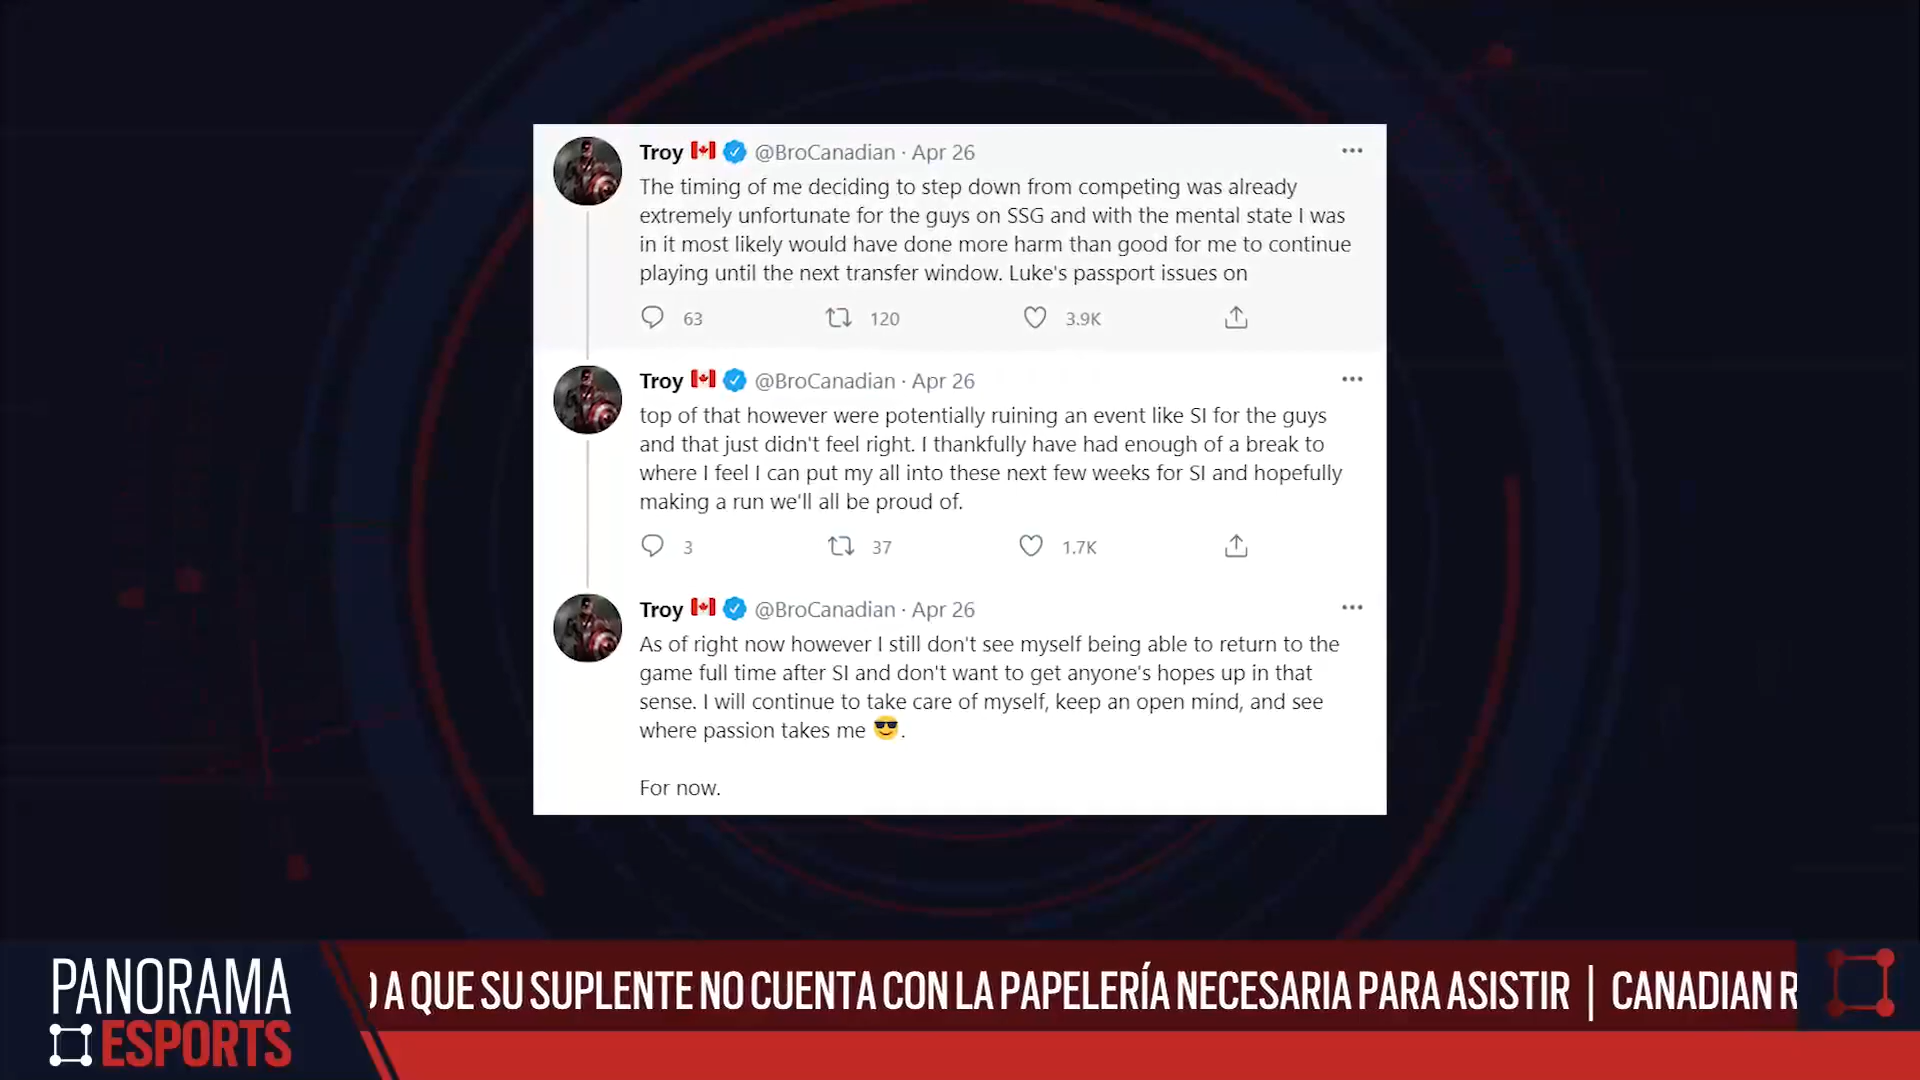 Troy 🇨🇦 @BroCanadian · Apr 26
The timing of me deciding to step down from competing was already
extremely unfortunate for the guys on SSG and with the mental state I was
in it most likely would have done more harm than good for me to continue
playing until the next transfer window. Luke's passport issues on
63 120 3.9K
Troy 🇨🇦 @BroCanadian · Apr 26
top of that however were potentially ruining an event like SI for the guys
and that just didn't feel right. I thankfully have had enough of a break to
where I feel I can put my all into these next few weeks for SI and hopefully
making a run we'll all be proud of.
3 37 1.7K
Troy 🇨🇦 @BroCanadian · Apr 26
As of right now however I still don't see myself being able to return to the
game full time after SI and don't want to get anyone's hopes up in that
sense. I will continue to take care of myself, keep an open mind, and see
where passion takes me 😎.
For now.
PANORAMA
ESPORTS
A QUE SU SUPLENTE NO CUENTA CON LA PAPELERÍA NECESARIA PARA ASISTIR | CANADIAN